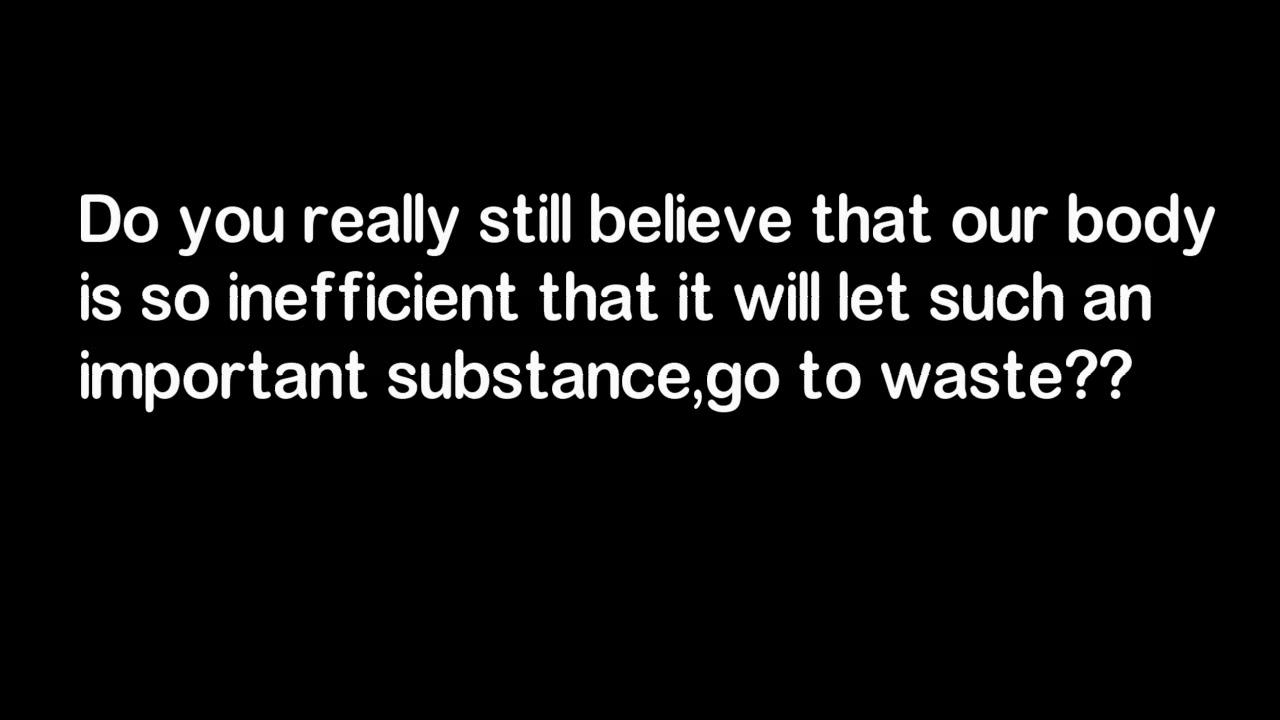 Do you really still believe that our body
is so inefficient that it will let such an
important substance,go to waste??